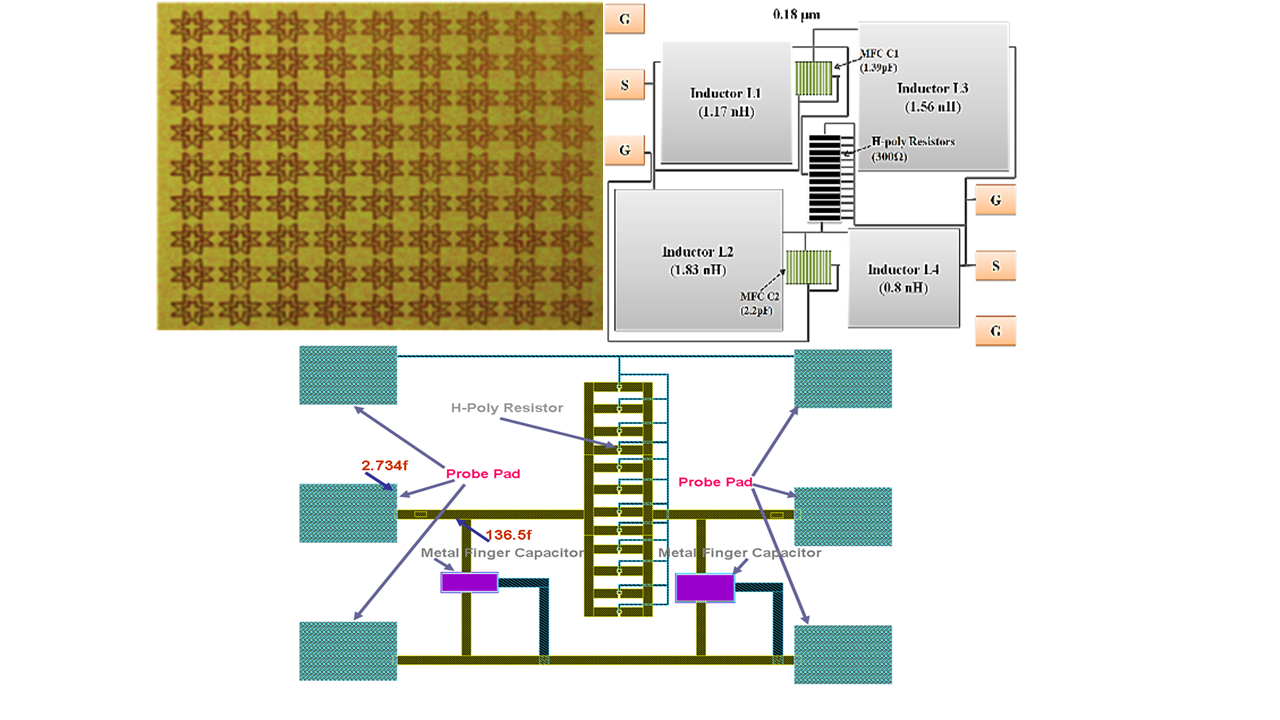 G
S
G
0.18 μm
MFC C1
(1.39pF)
Inductor L1
(1.17 nH)
Inductor L3
(1.56 nH)
H-poly Resistors
(300Ω)
Inductor L2
(1.83 nH)
MFC C2
(2.2pF)
Inductor L4
(0.8 nH)
G
S
G
H-Poly Resistor
2.734f
Probe Pad
Probe Pad
136.5f
Metal Finger Capacitor
Metal Finger Capacitor